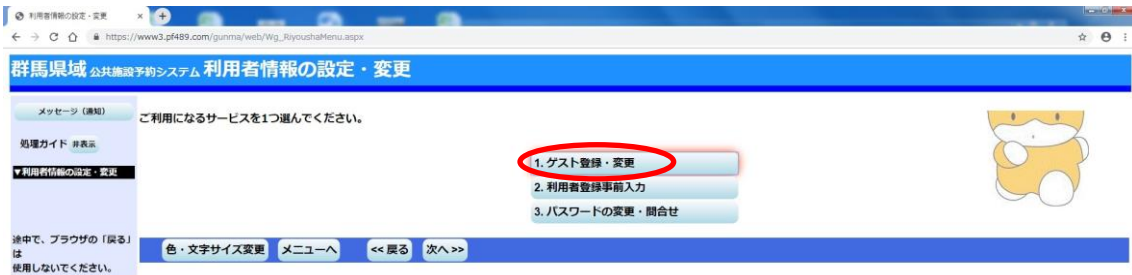 利用者情報の設定・変更
https://www3.pf489.com/gunma/web/Wg_RiyoushaMenu.aspx
群馬県域 公共施設予約システム 利用者情報の設定・変更
メッセージ（通知）
ご利用になるサービスを1つ選んでください。
処理ガイド 非表示
▼利用者情報の設定・変更
1. ゲスト登録・変更
2. 利用者登録事前入力
3. パスワードの変更・問合せ
途中で、ブラウザの「戻る」
は
使用しないでください。
色・文字サイズ変更 メニューへ << 戻る 次へ >>